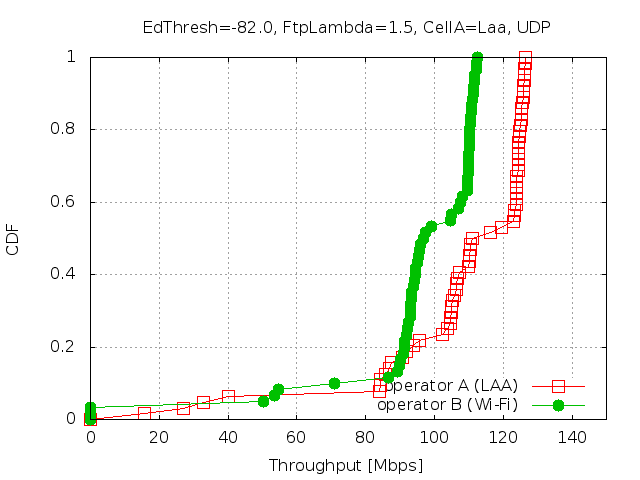 EdThresh=-82.0, FtpLambda=1.5, CellA=Laa, UDP
1
0.8
0.6
0.4
0.2
0
CDF
operator A (LAA)
operator B (Wi-Fi)
0 20 40 60 80 100 120 140
Throughput [Mbps]